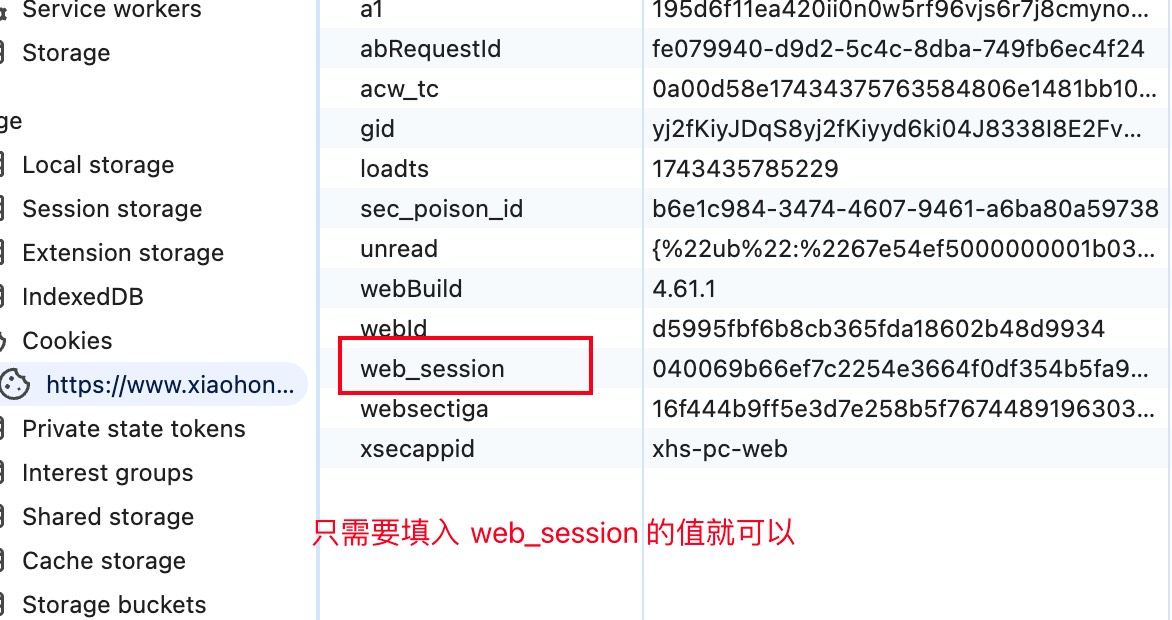 Service workers
Storage
ge
Local storage
Session storage
Extension storage
IndexedDB
Cookies
https://www.xiaohon...
Private state tokens
Interest groups
Shared storage
Cache storage
Storage buckets
a1 195d6f11ea420ii0n0w5rf96vjs6r7j8cmyno...
abRequestId fe079940-d9d2-5c4c-8dba-749fb6ec4f24
acw_tc 0a00d58e17434375763584806e1481bb10...
gid yj2fKiyJDqS8yj2fKiyyd6ki04J8338I8E2Fv...
loadts 1743435785229
sec_poison_id b6e1c984-3474-4607-9461-a6ba80a59738
unread {%22ub%22:%2267e54ef5000000001b03...
webBuild 4.61.1
webId d5995fbf6b8cb365fda18602b48d9934
web_session 040069b66ef7c2254e3664f0df354b5fa9...
websectiga 16f444b9ff5e3d7e258b5f7674489196303...
xsecappid xhs-pc-web
只需要填入 web_session 的值就可以